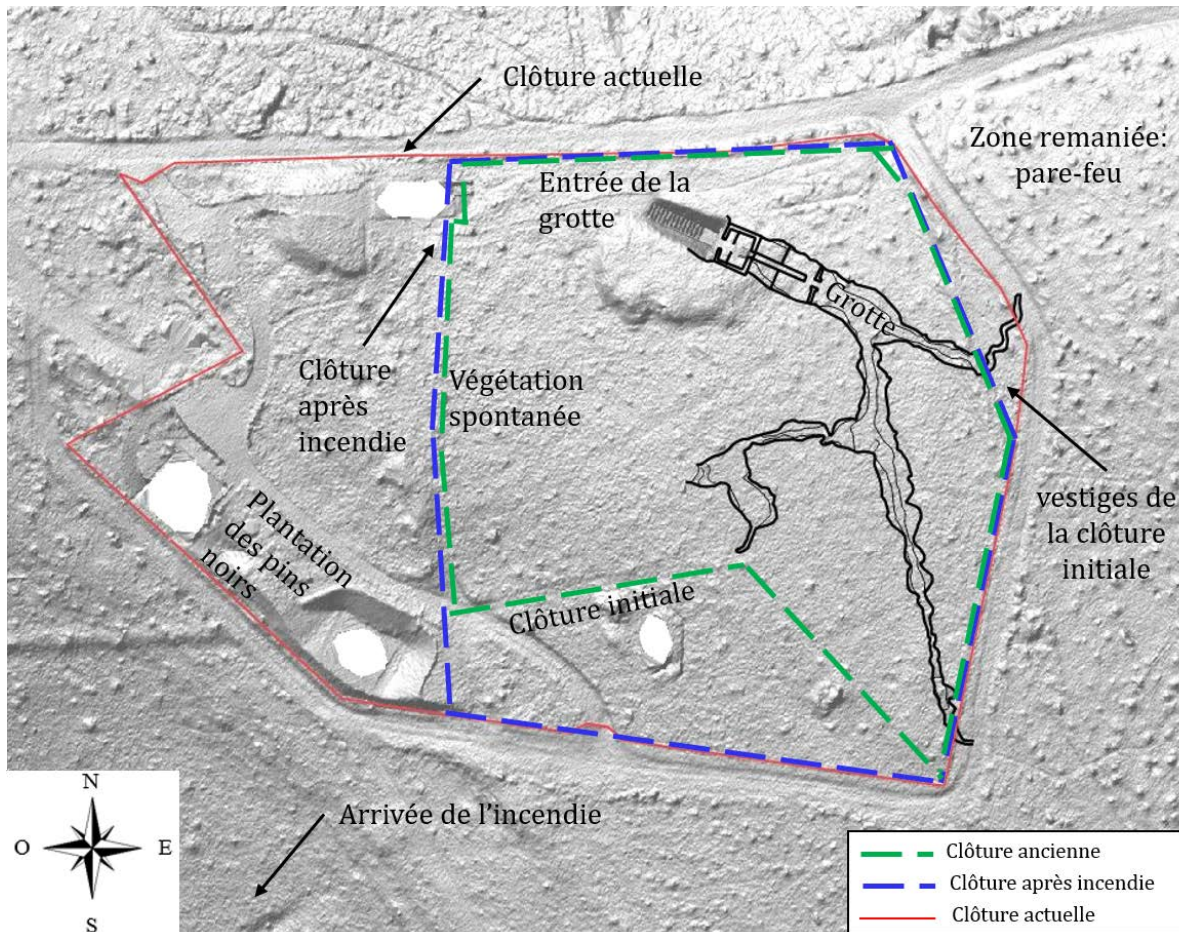 Clôture actuelle
Zone remaniée:
pare-feu
Entrée de la
grotte
Grotte
Clôture
après
incendie
Végétation
spontanée
vestiges de
la clôture
initiale
Plantation
des pins
noirs
Clôture initiale
Arrivée de l’incendie
N
O
E
S
Clôture ancienne
Clôture après incendie
Clôture actuelle